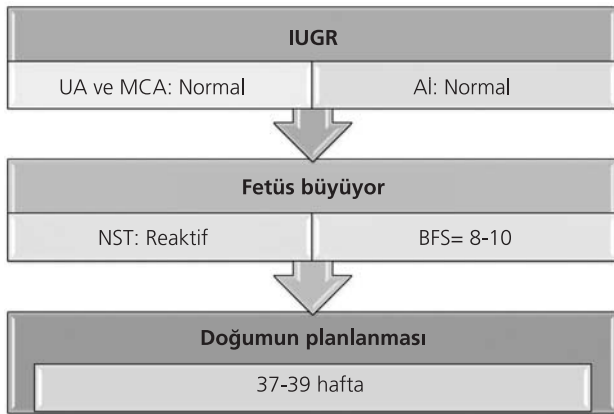 IUGR
UA ve MCA: Normal
Aİ: Normal
Fetüs büyüyor
NST: Reaktif
BFS= 8-10
Doğumun planlanması
37-39 hafta